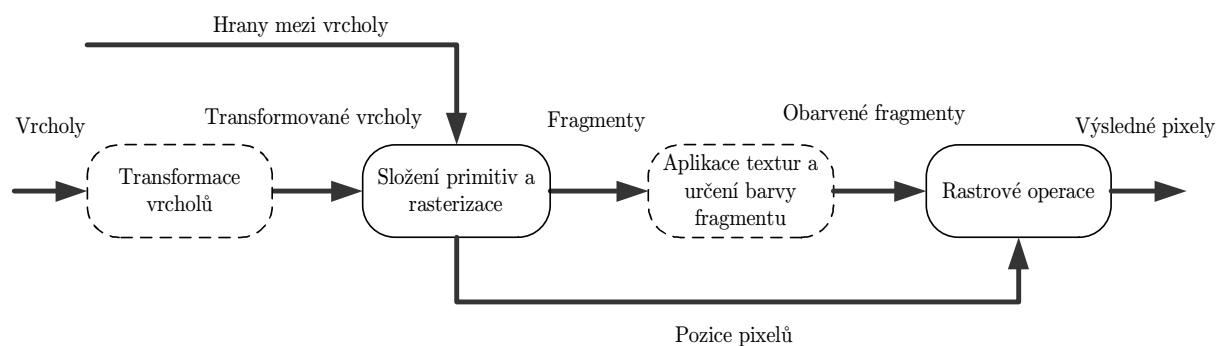 Hrany mezi vrcholy
Vrcholy
Transformované vrcholy
Fragmenty
Obarvené fragmenty
Výsledné pixely
Transformace
vrcholů
Složení primitiv a
rasterizace
Aplikace textur a
určení barvy
fragmentu
Rastrové operace
Pozice pixelů